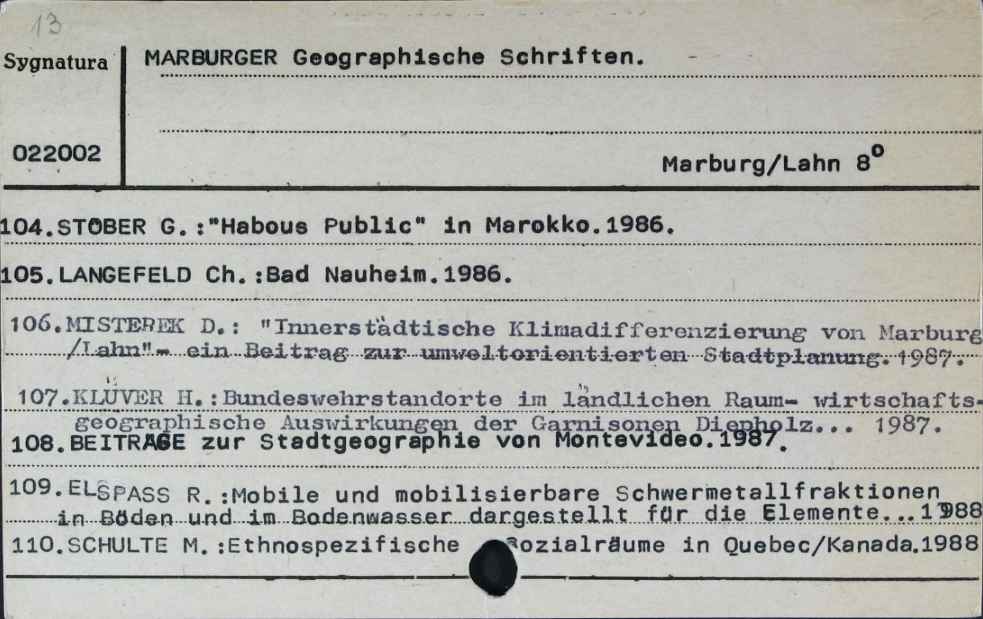 13
Sygnatura
MARBURGER Geographische Schriften.
022002
Marburg/Lahn 8°
104.STÖBER G.:"Habous Public" in Marokko.1986.
105.LANGEFELD Ch.:Bad Nauheim.1986.
106.MISTEREK D.: "Innerstädtische Klimadifferenzierung von Marburg
/Lahn"- ein Beitrag zur umweltorientierten Stadtplanung. 1987.
107.KLÜVER H.:Bundeswehrstandorte im ländlichen Raum- wirtschafts-
geographische Auswirkungen der Garnisonen Diepholz... 1987.
108.BEITRÄGE zur Stadtgeographie von Montevideo.1987.
109.ELSPASS R.:Mobile und mobilisierbare Schwermetallfraktionen
in Böden und im Bodenwasser dargestellt für die Elemente...1988
110.SCHULTE M.:Ethnospezifische Sozialräume in Quebec/Kanada.1988